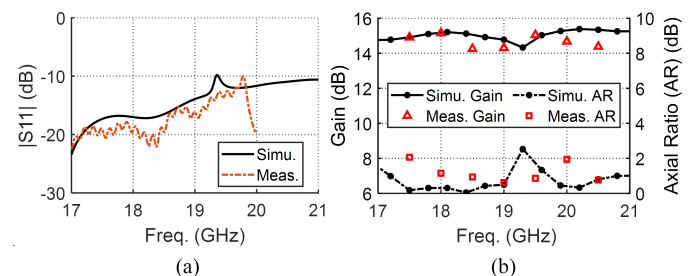 0
-10
-20
-30
|S11| (dB)
17 18 19 20 21
Freq. (GHz)
Simu.
Meas.
(a)
16
14
12
10
8
6
Gain (dB)
10
8
6
4
2
0
Axial Ratio (AR) (dB)
17 18 19 20 21
Freq. (GHz)
Simu. Gain
Simu. AR
Meas. Gain
Meas. AR
(b)